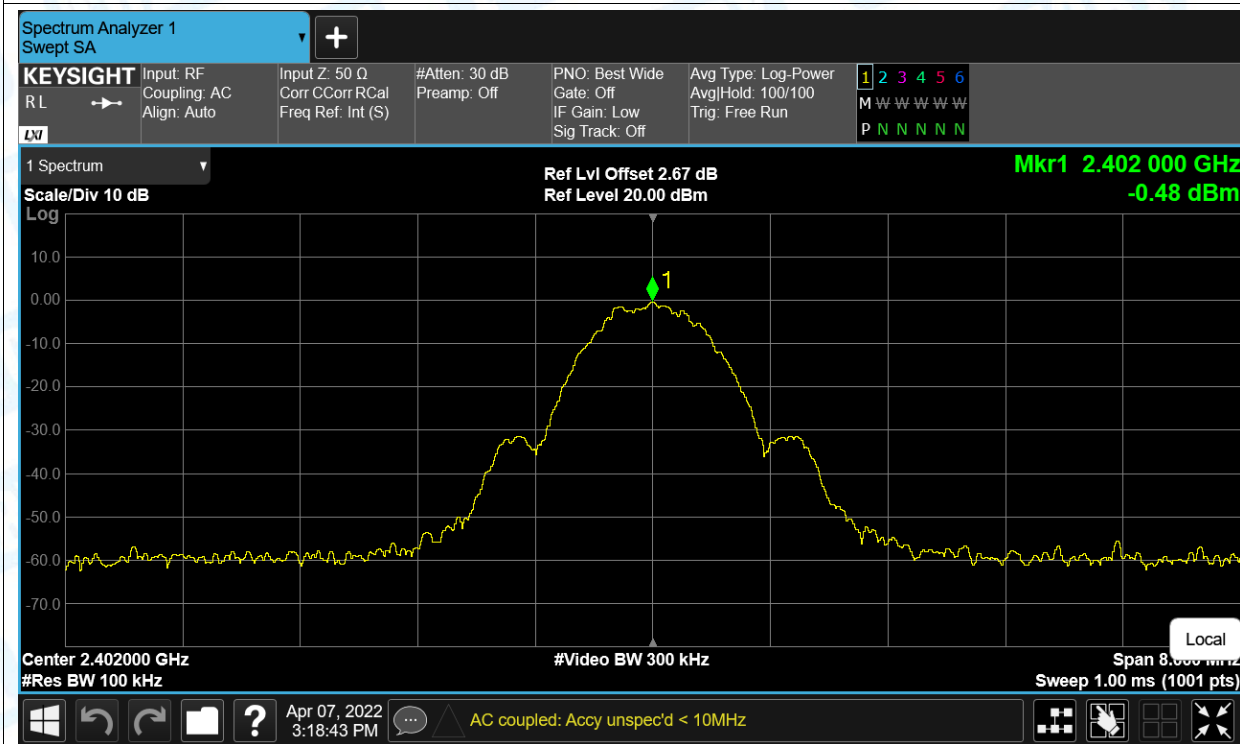 Spectrum Analyzer 1
Swept SA
KEYSIGHT
RL
LXI
Input: RF
Coupling: AC
Align: Auto
Input Z: 50 Ω
Corr CCorr RCal
Freq Ref: Int (S)
#Atten: 30 dB
Preamp: Off
PNO: Best Wide
Gate: Off
IF Gain: Low
Sig Track: Off
Avg Type: Log-Power
Avg|Hold: 100/100
Trig: Free Run
1 2 3 4 5 6
M W W W W W
P N N N N N
1 Spectrum
Scale/Div 10 dB
Log
Ref Lvl Offset 2.67 dB
Ref Level 20.00 dBm
Mkr1 2.402 000 GHz
-0.48 dBm
1
10.0
0.00
-10.0
-20.0
-30.0
-40.0
-50.0
-60.0
-70.0
Local
Center 2.402000 GHz
#Video BW 300 kHz
Span 8.000 MHz
#Res BW 100 kHz
Sweep 1.00 ms (1001 pts)
?
Apr 07, 2022
3:18:43 PM
AC coupled: Accy unspec'd < 10MHz